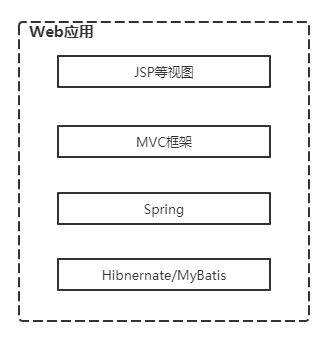 Web应用
JSP等视图
MVC框架
Spring
Hibnernate/MyBatis